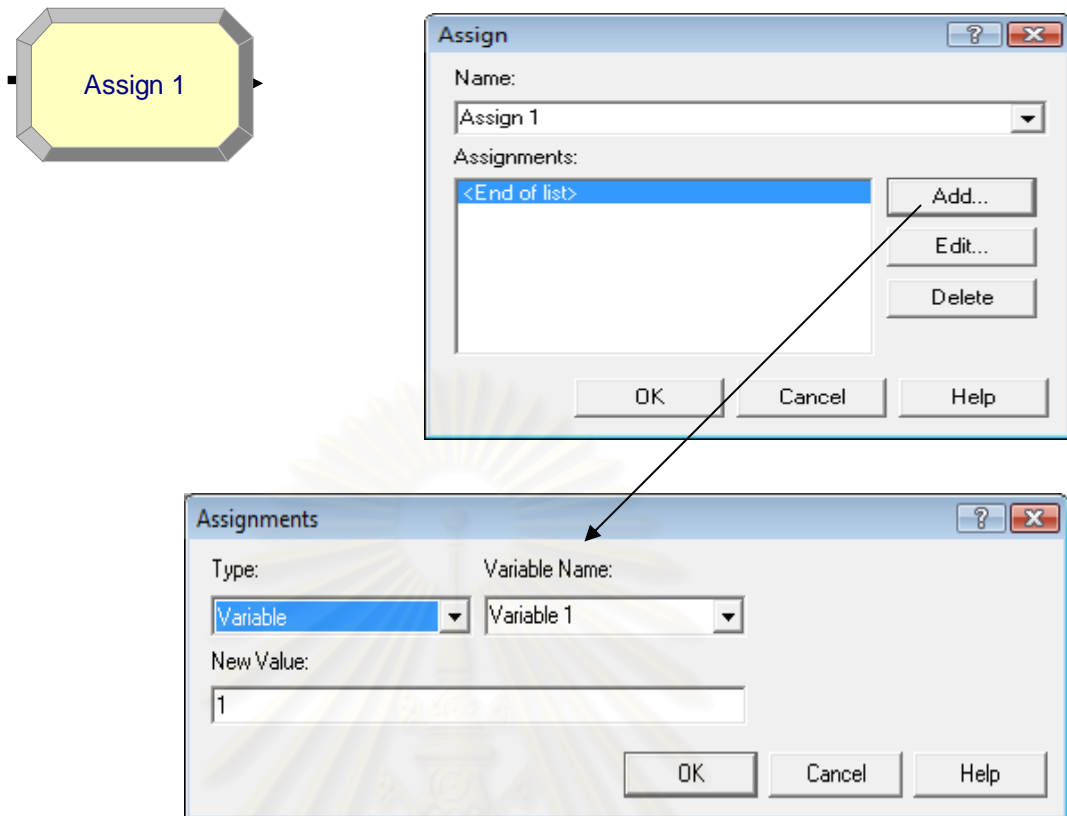 Assign 1
Assign
Name:
Assign 1
Assignments:
<End of list>
Add...
Edit...
Delete
OK Cancel Help
Assignments
Type: Variable Name:
Variable Variable 1
New Value:
1
OK Cancel Help